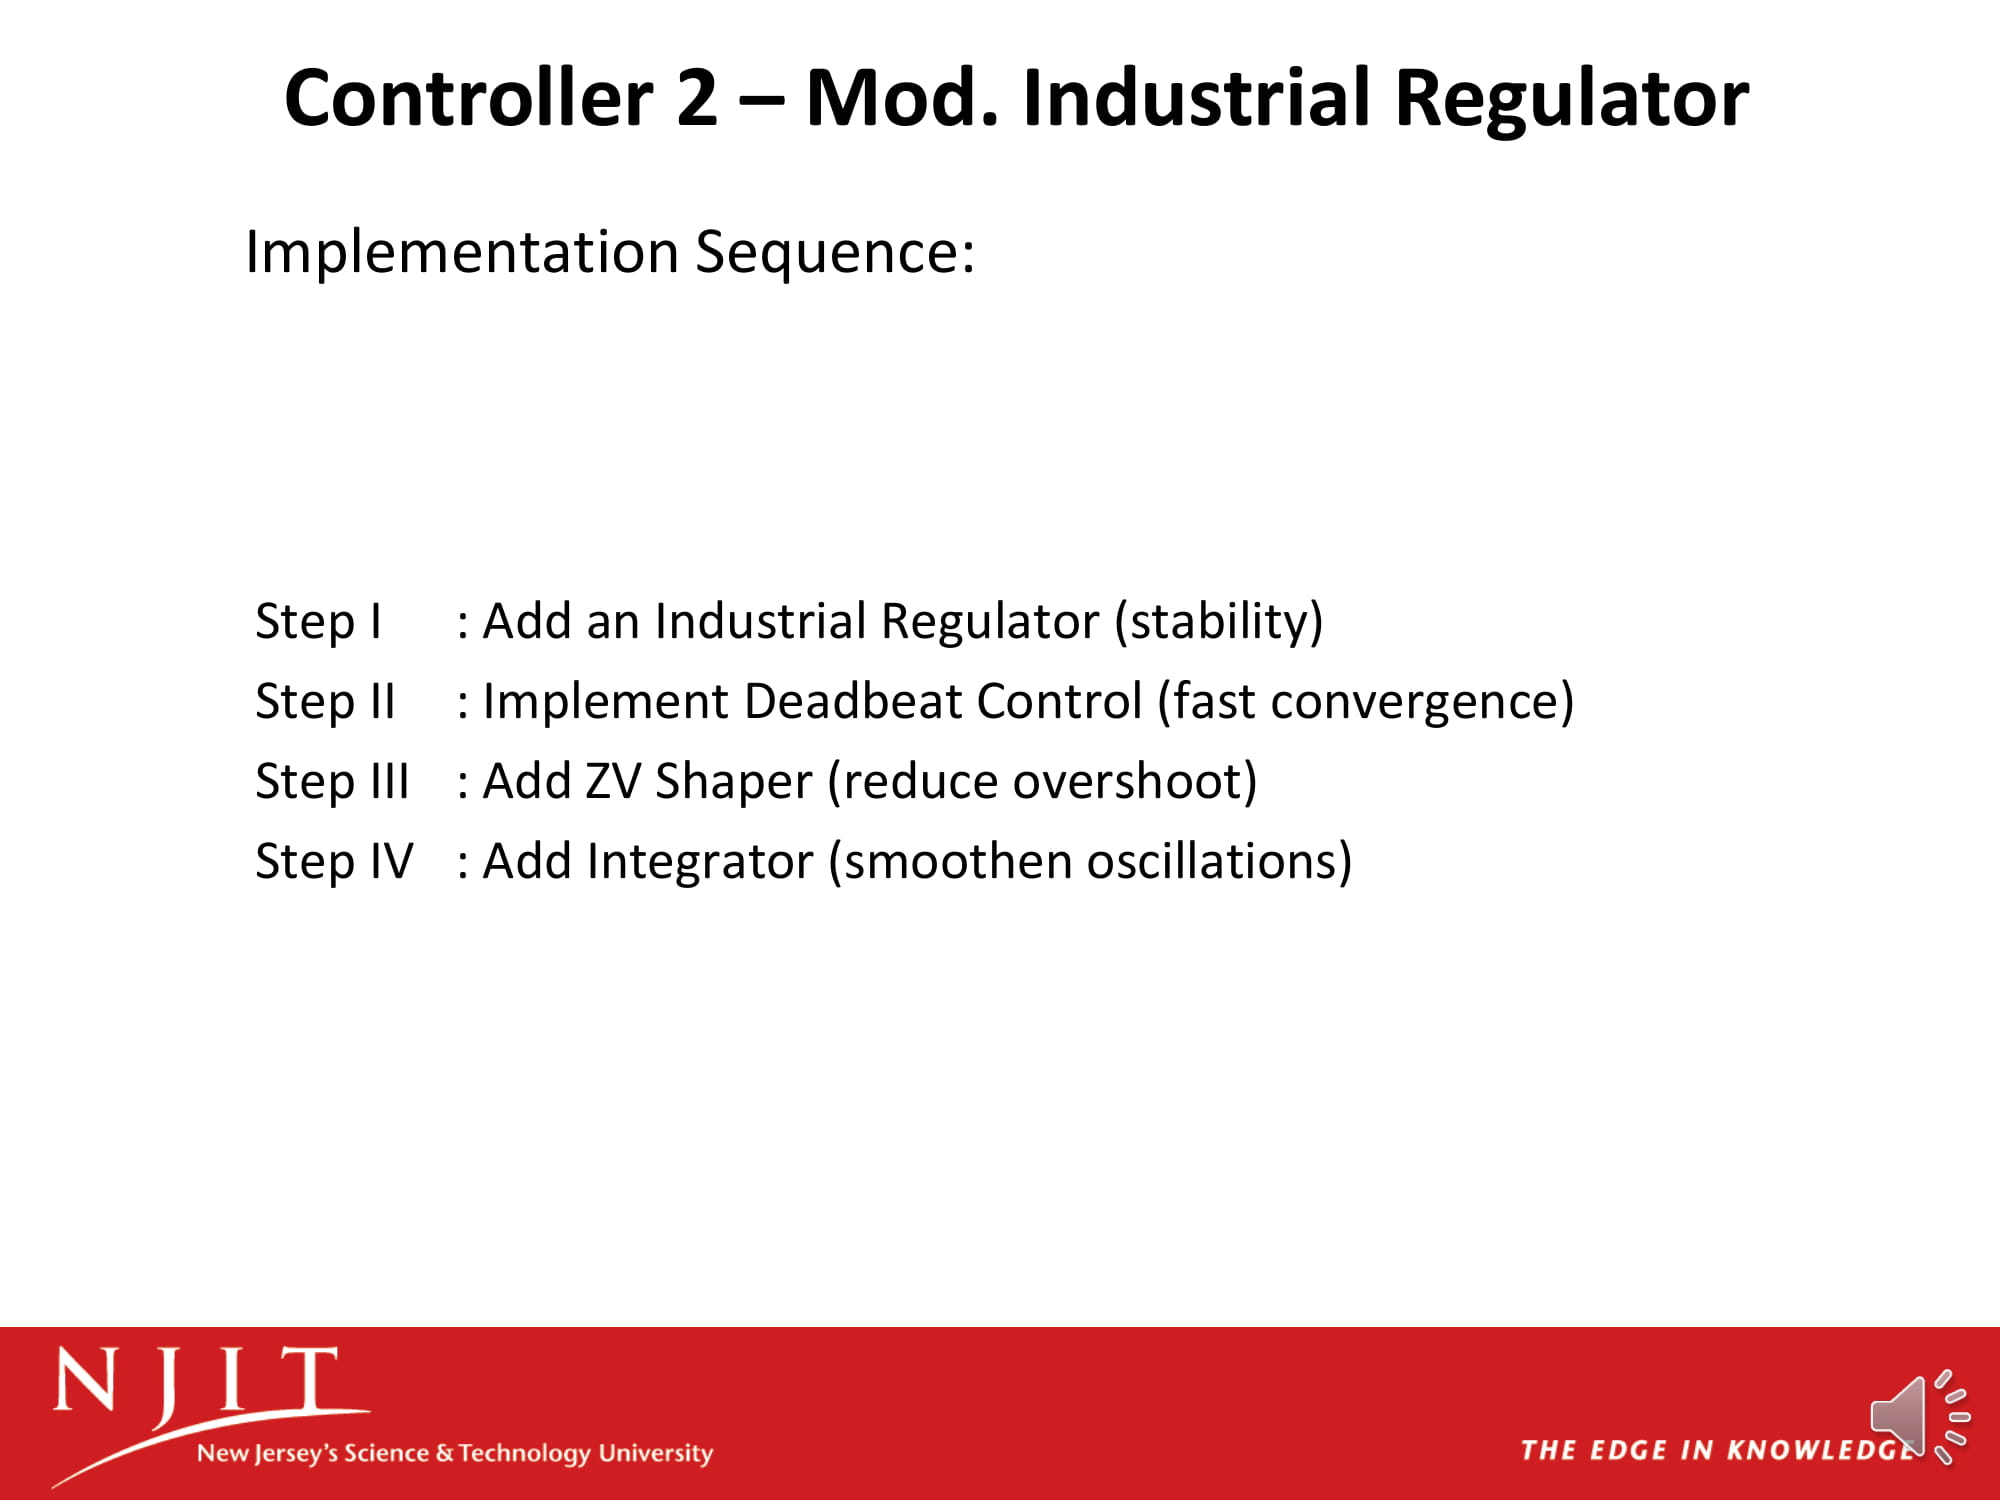 Controller 2 – Mod. Industrial Regulator
Implementation Sequence:
Step I : Add an Industrial Regulator (stability)
Step II : Implement Deadbeat Control (fast convergence)
Step III : Add ZV Shaper (reduce overshoot)
Step IV : Add Integrator (smoothen oscillations)
NJIT
New Jersey's Science & Technology University
THE EDGE IN KNOWLEDGE